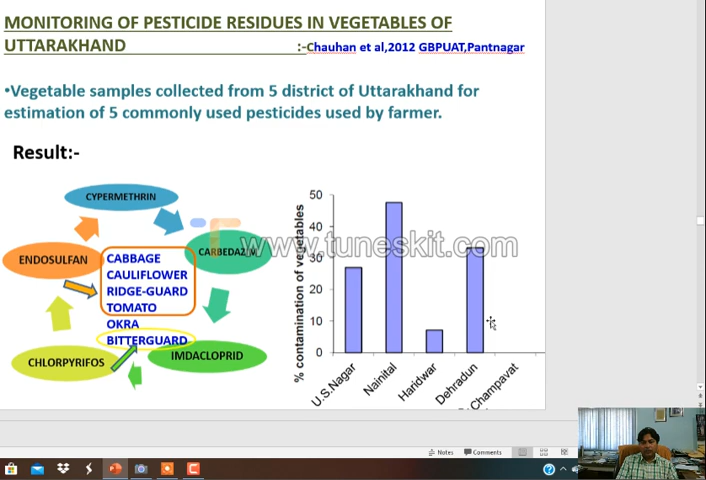 MONITORING OF PESTICIDE RESIDUES IN VEGETABLES OF
UTTARAKHAND :-Chauhan et al,2012 GBPUAT,Pantnagar
•Vegetable samples collected from 5 district of Uttarakhand for
estimation of 5 commonly used pesticides used by farmer.
Result:-
CYPERMETHRIN
ENDOSULFAN
CARBEDAZIM
CABBAGE
CAULIFLOWER
RIDGE-GUARD
TOMATO
OKRA
BITTERGUARD
CHLORPYRIFOS
IMDACLOPRID
% contamination of vegetables
50
40
30
20
10
0
U.S.Nagar
Nainital
Haridwar
Dehradun
Champavat
www.tuneskit.com
Notes
Comments